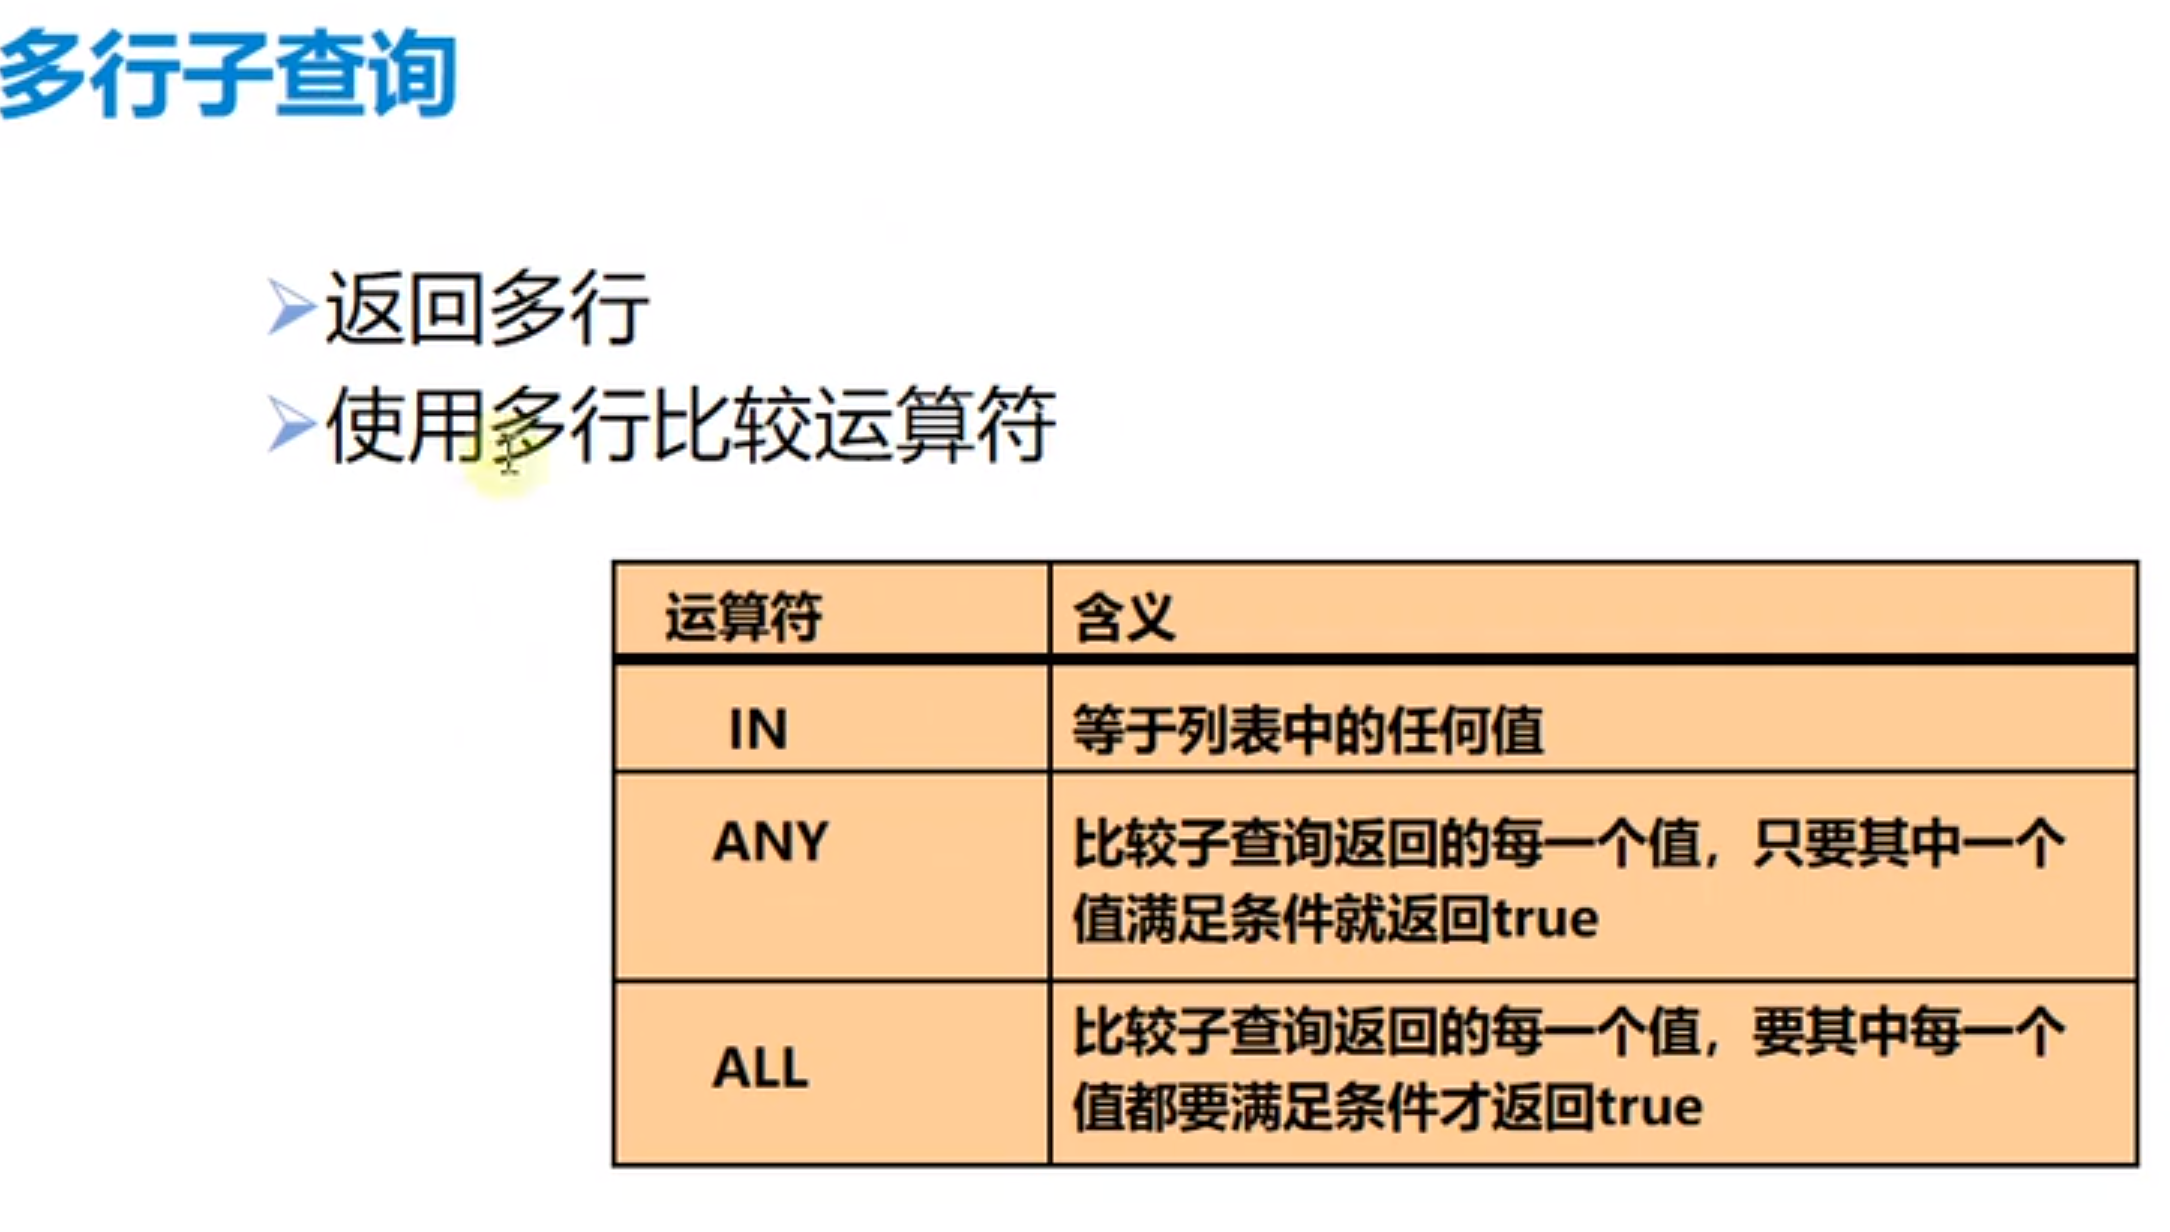 多行子查询
返回多行
使用多行比较运算符
运算符 含义
IN 等于列表中的任何值
ANY 比较子查询返回的每一个值，只要其中一个
值满足条件就返回true
ALL 比较子查询返回的每一个值，要其中每一个
值都要满足条件才返回true